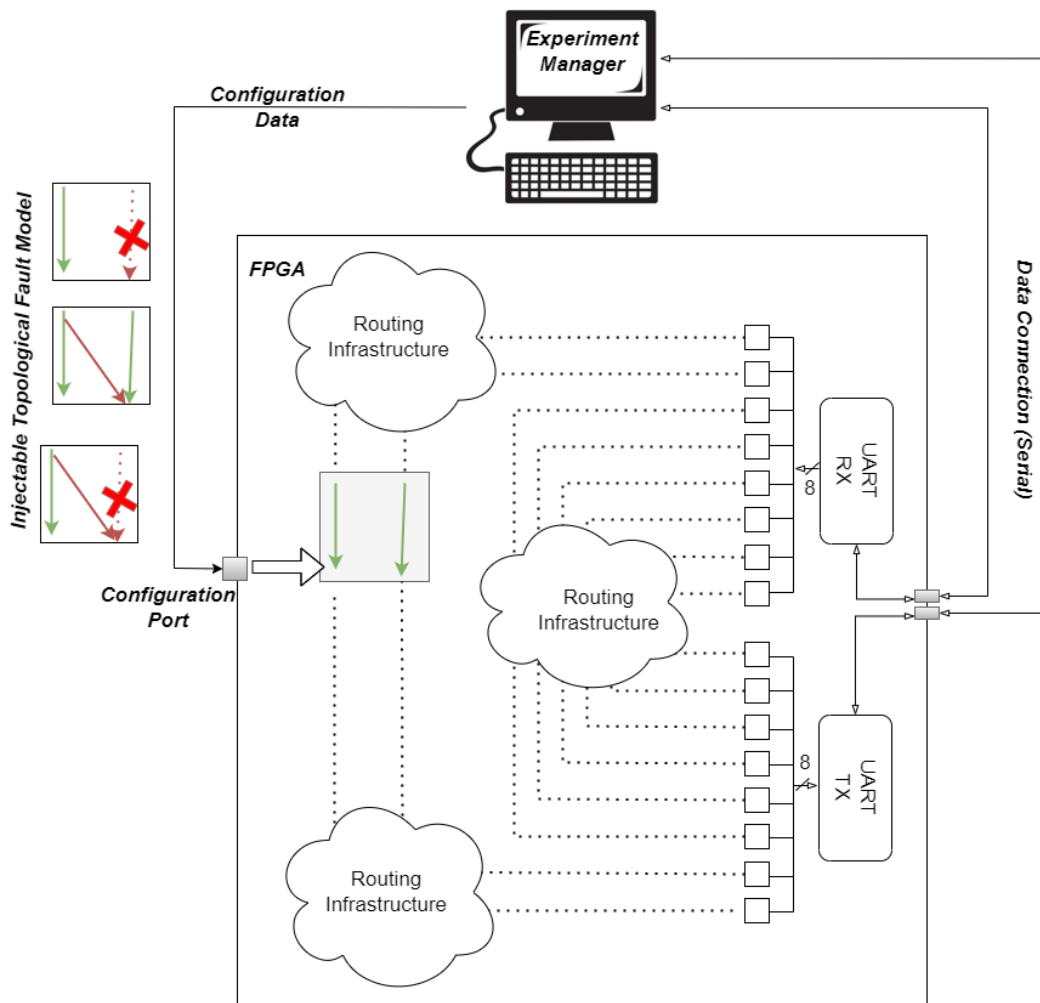 Experiment
Manager
Configuration
Data
Injectable Topological Fault Model
FPGA
Routing
Infrastructure
Data Connection (Serial)
UART
RX
8
Configuration
Port
Routing
Infrastructure
8
UART
TX
Routing
Infrastructure